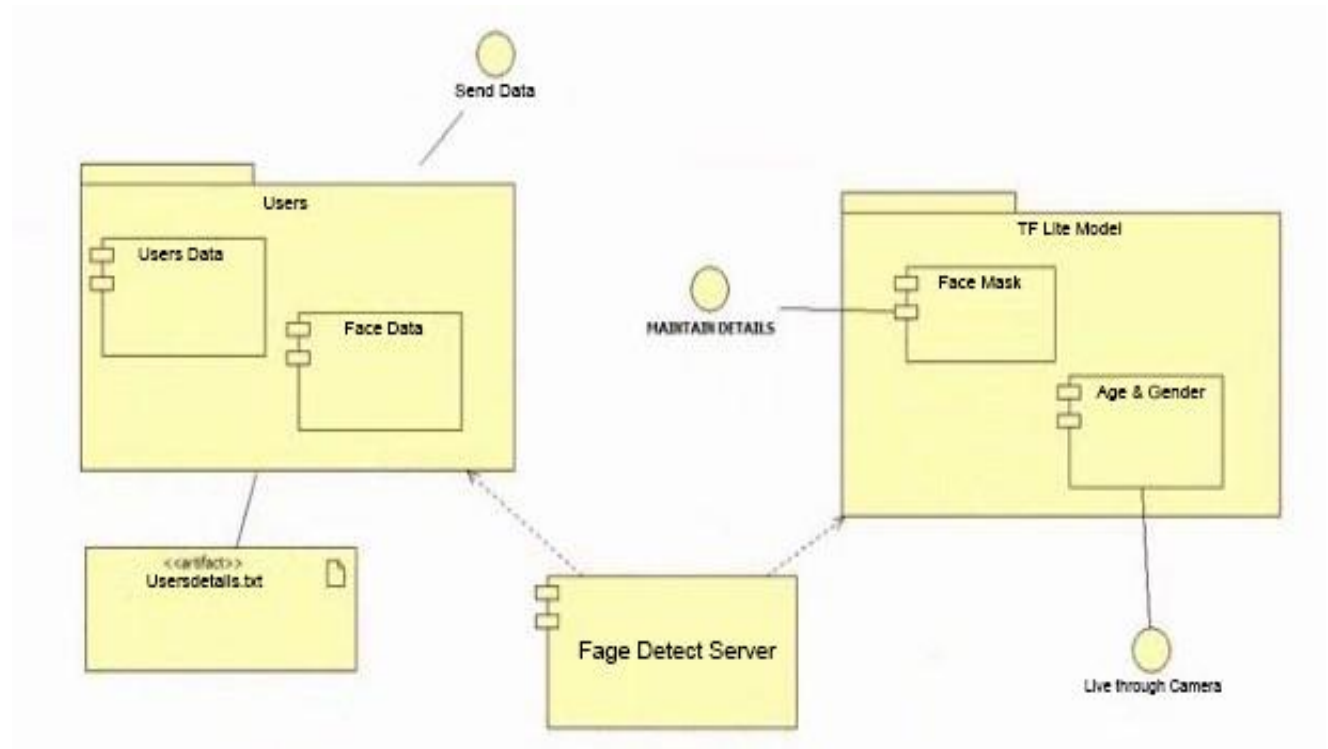 Send Data
Users
Users Data
Face Data
TF Lite Model
Face Mask
MAINTAIN DETAILS
Age & Gender
<<artifact>>
Usersdetails.txt
Fage Detect Server
Live through Camera